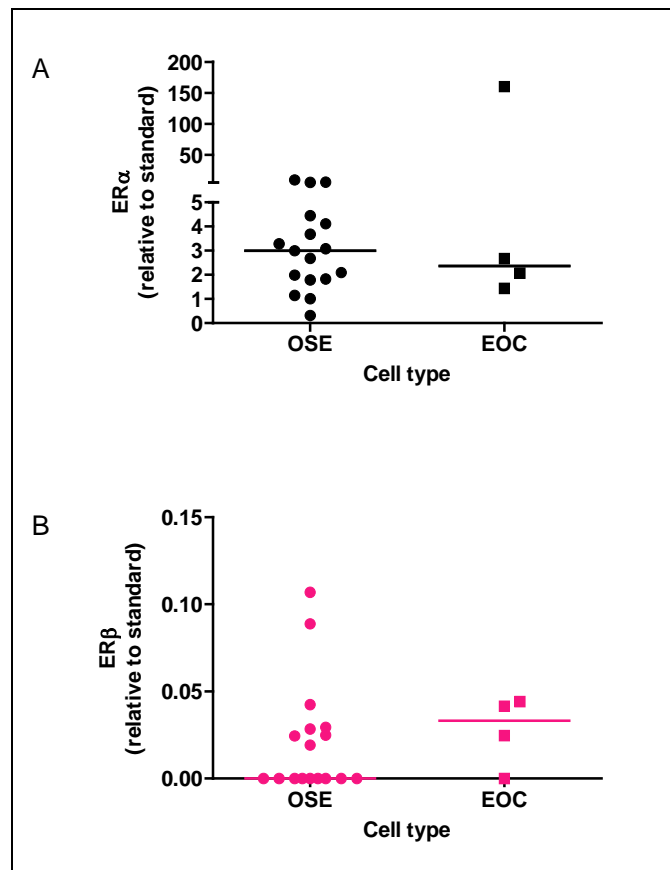 A
200
150
100
50
5
4
3
2
1
0
ERα
(relative to standard)
OSE EOC
Cell type
B
0.15
0.10
0.05
0.00
ERβ
(relative to standard)
OSE EOC
Cell type